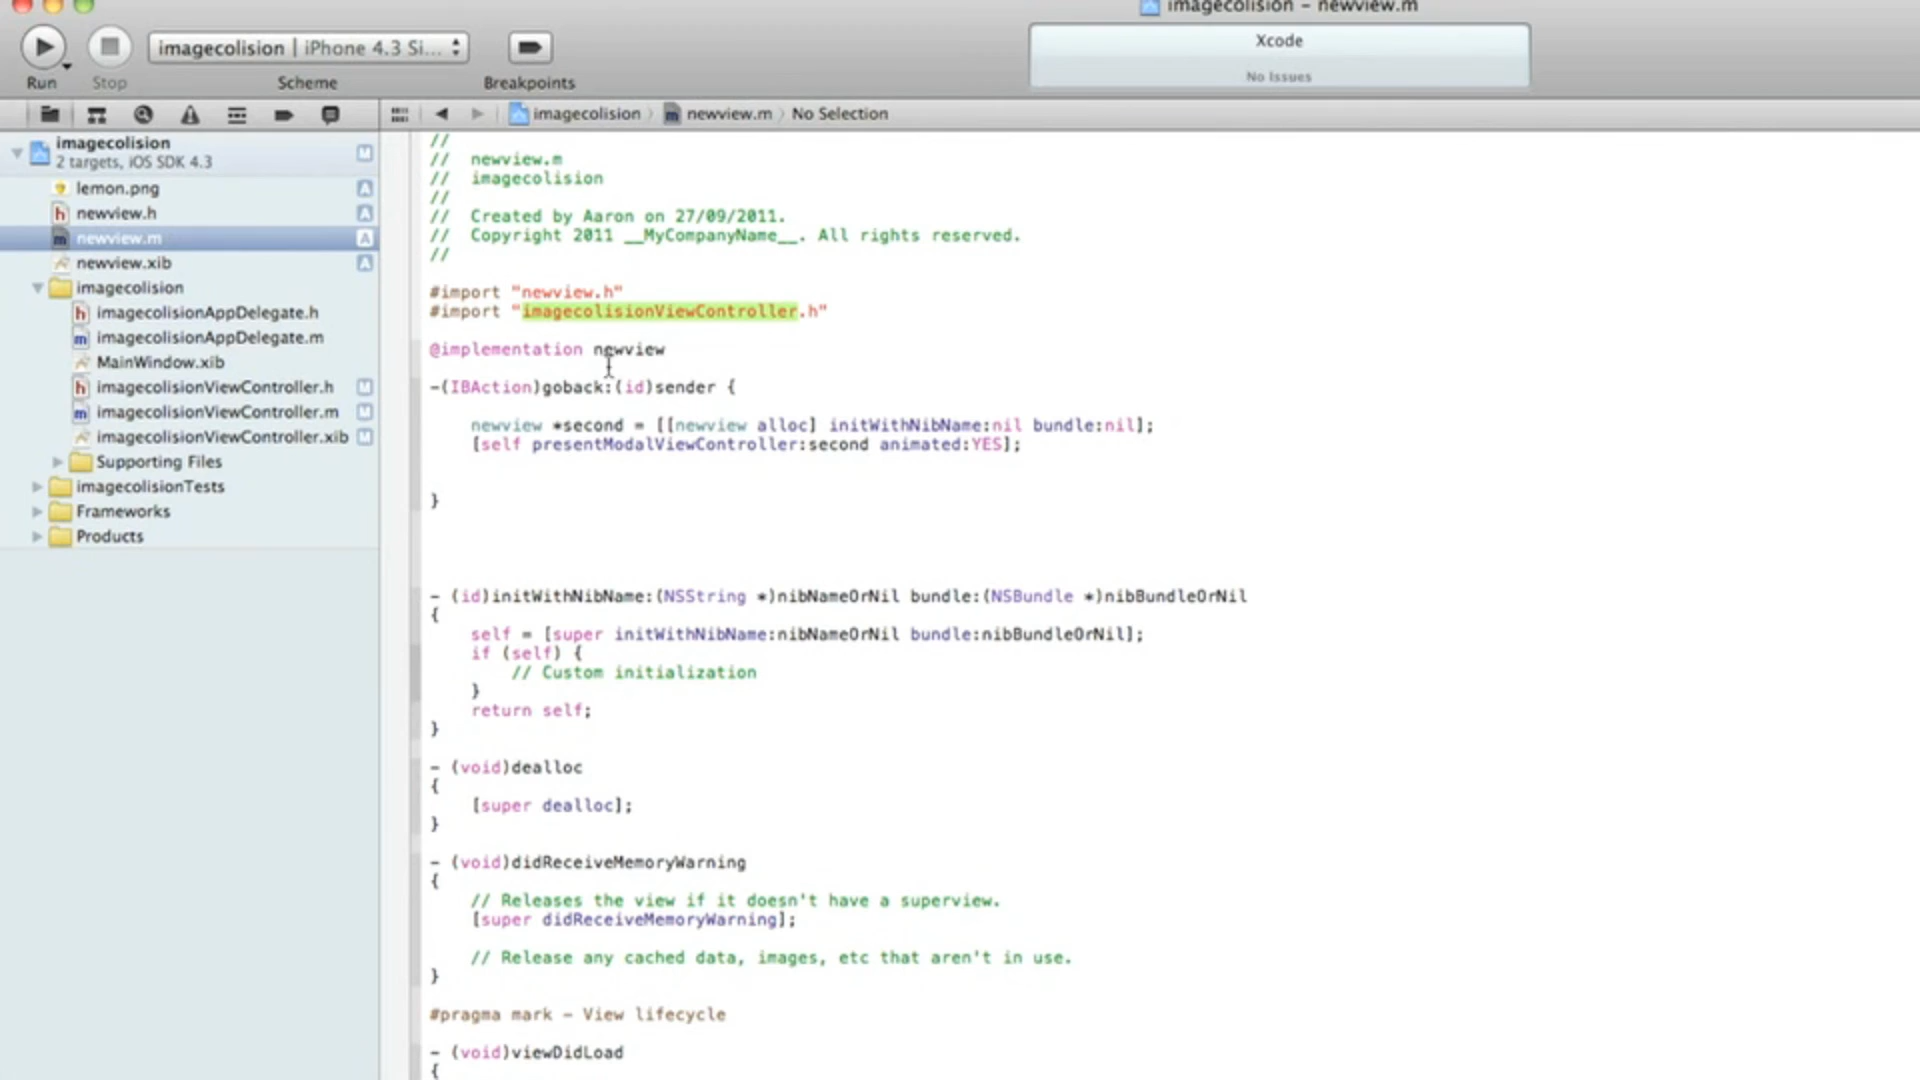 imagecolision - newview.m
imagecolision | iPhone 4.3 Si...
Xcode
No Issues
Run
Stop
Scheme
Breakpoints
imagecolision
newview.m
No Selection
imagecolision
2 targets, iOS SDK 4.3
M
lemon.png
A
newview.h
A
newview.m
A
newview.xib
A
imagecolision
imagecolisionAppDelegate.h
imagecolisionAppDelegate.m
MainWindow.xib
imagecolisionViewController.h
M
imagecolisionViewController.m
M
imagecolisionViewController.xib
M
Supporting Files
imagecolisionTests
Frameworks
Products
//
//  newview.m
//  imagecolision
//
//  Created by Aaron on 27/09/2011.
//  Copyright 2011 __MyCompanyName__. All rights reserved.
//
#import "newview.h"
#import "imagecolisionViewController.h"
@implementation newview
-(IBAction)goback:(id)sender {
newview *second = [[newview alloc] initWithNibName:nil bundle:nil];
[self presentModalViewController:second animated:YES];
}
- (id)initWithNibName:(NSString *)nibNameOrNil bundle:(NSBundle *)nibBundleOrNil
{
self = [super initWithNibName:nibNameOrNil bundle:nibBundleOrNil];
if (self) {
// Custom initialization
}
return self;
}
- (void)dealloc
{
[super dealloc];
}
- (void)didReceiveMemoryWarning
{
// Releases the view if it doesn't have a superview.
[super didReceiveMemoryWarning];
// Release any cached data, images, etc that aren't in use.
}
#pragma mark - View lifecycle
- (void)viewDidLoad
{